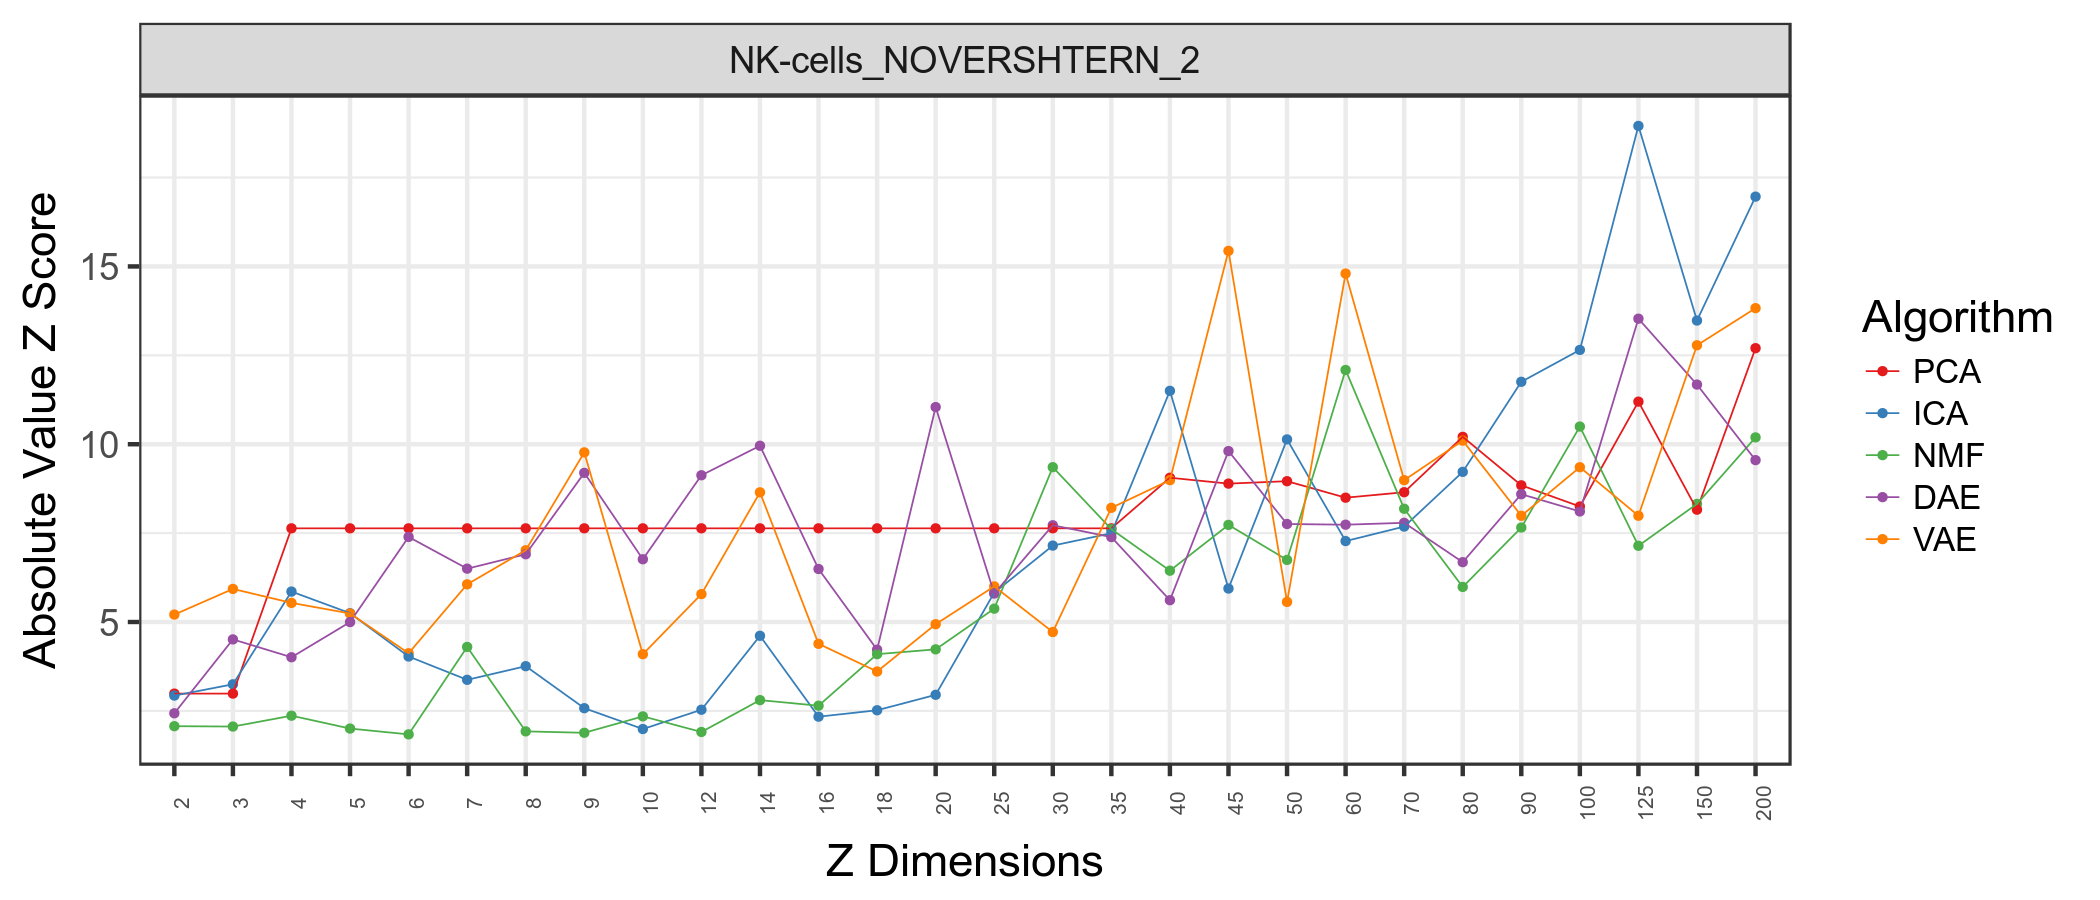 NK-cells_NOVERSHTERN_2
Absolute Value Z Score
15
10
5
2 3 4 5 6 7 8 9 10 12 14 16 18 20 25 30 35 40 45 50 60 70 80 90 100 125 150 200
Z Dimensions
Algorithm
PCA
ICA
NMF
DAE
VAE